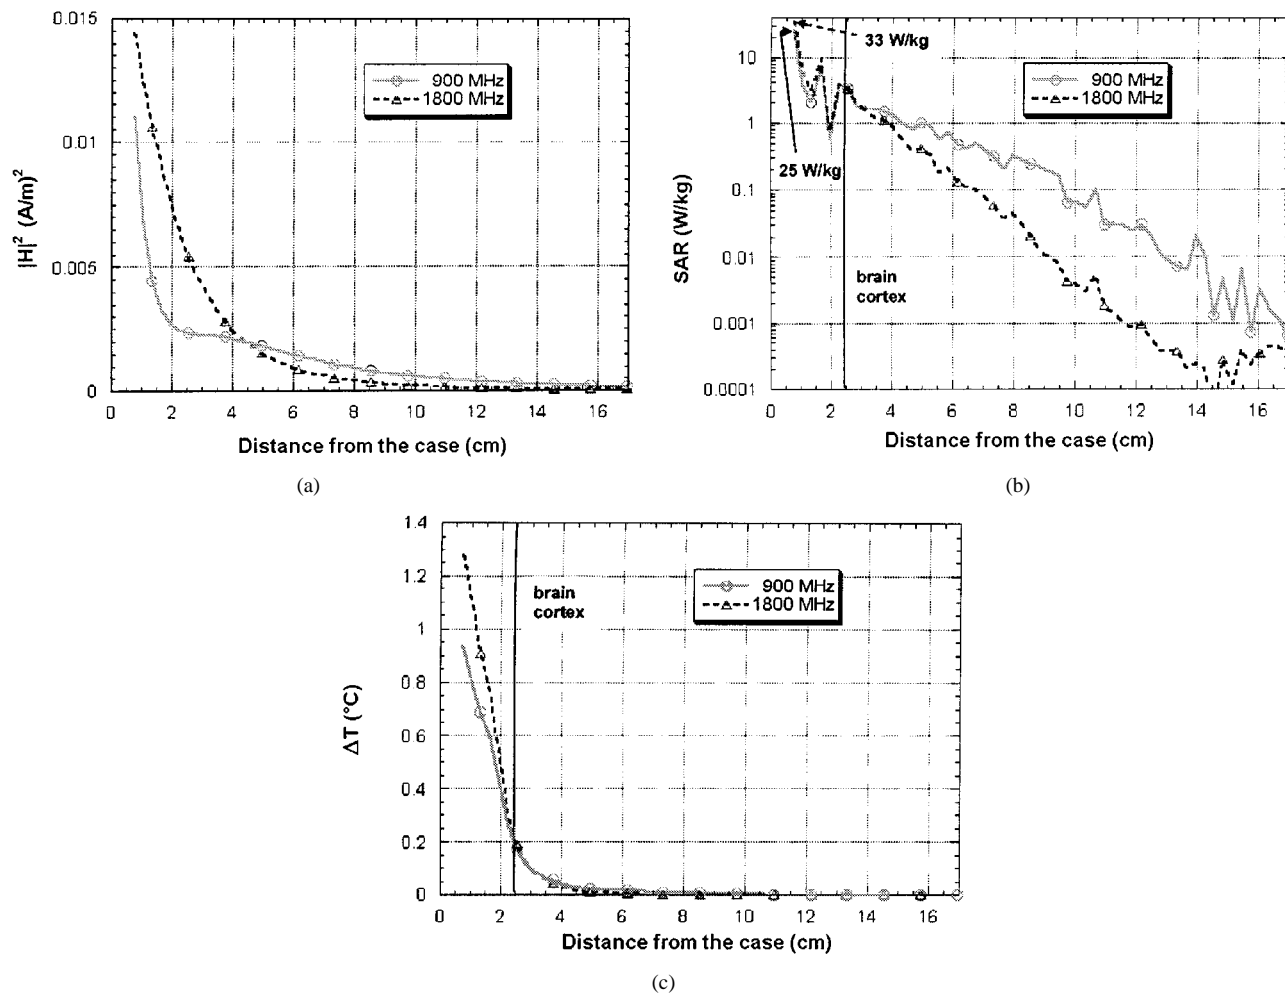 0.015
0.01
0.005
0
|H|² (A/m)²
900 MHz
1800 MHz
0 2 4 6 8 10 12 14 16
Distance from the case (cm)
(a)
10
1
0.1
0.01
0.001
0.0001
SAR (W/kg)
33 W/kg
25 W/kg
900 MHz
1800 MHz
brain
cortex
0 2 4 6 8 10 12 14 16
Distance from the case (cm)
(b)
1.4
1.2
1
0.8
0.6
0.4
0.2
0
ΔT (°C)
brain
cortex
900 MHz
1800 MHz
0 2 4 6 8 10 12 14 16
Distance from the case (cm)
(c)